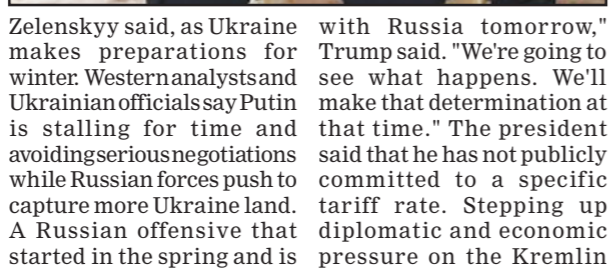 Zelenskyy said, as Ukraine
makes preparations for
winter. Western analysts and
Ukrainian officials say Putin
is stalling for time and
avoiding serious negotiations
while Russian forces push to
capture more Ukraine land.
A Russian offensive that
started in the spring and is
with Russia tomorrow,"
Trump said. "We're going to
see what happens. We'll
make that determination at
that time." The president
said that he has not publicly
committed to a specific
tariff rate. Stepping up
diplomatic and economic
pressure on the Kremlin